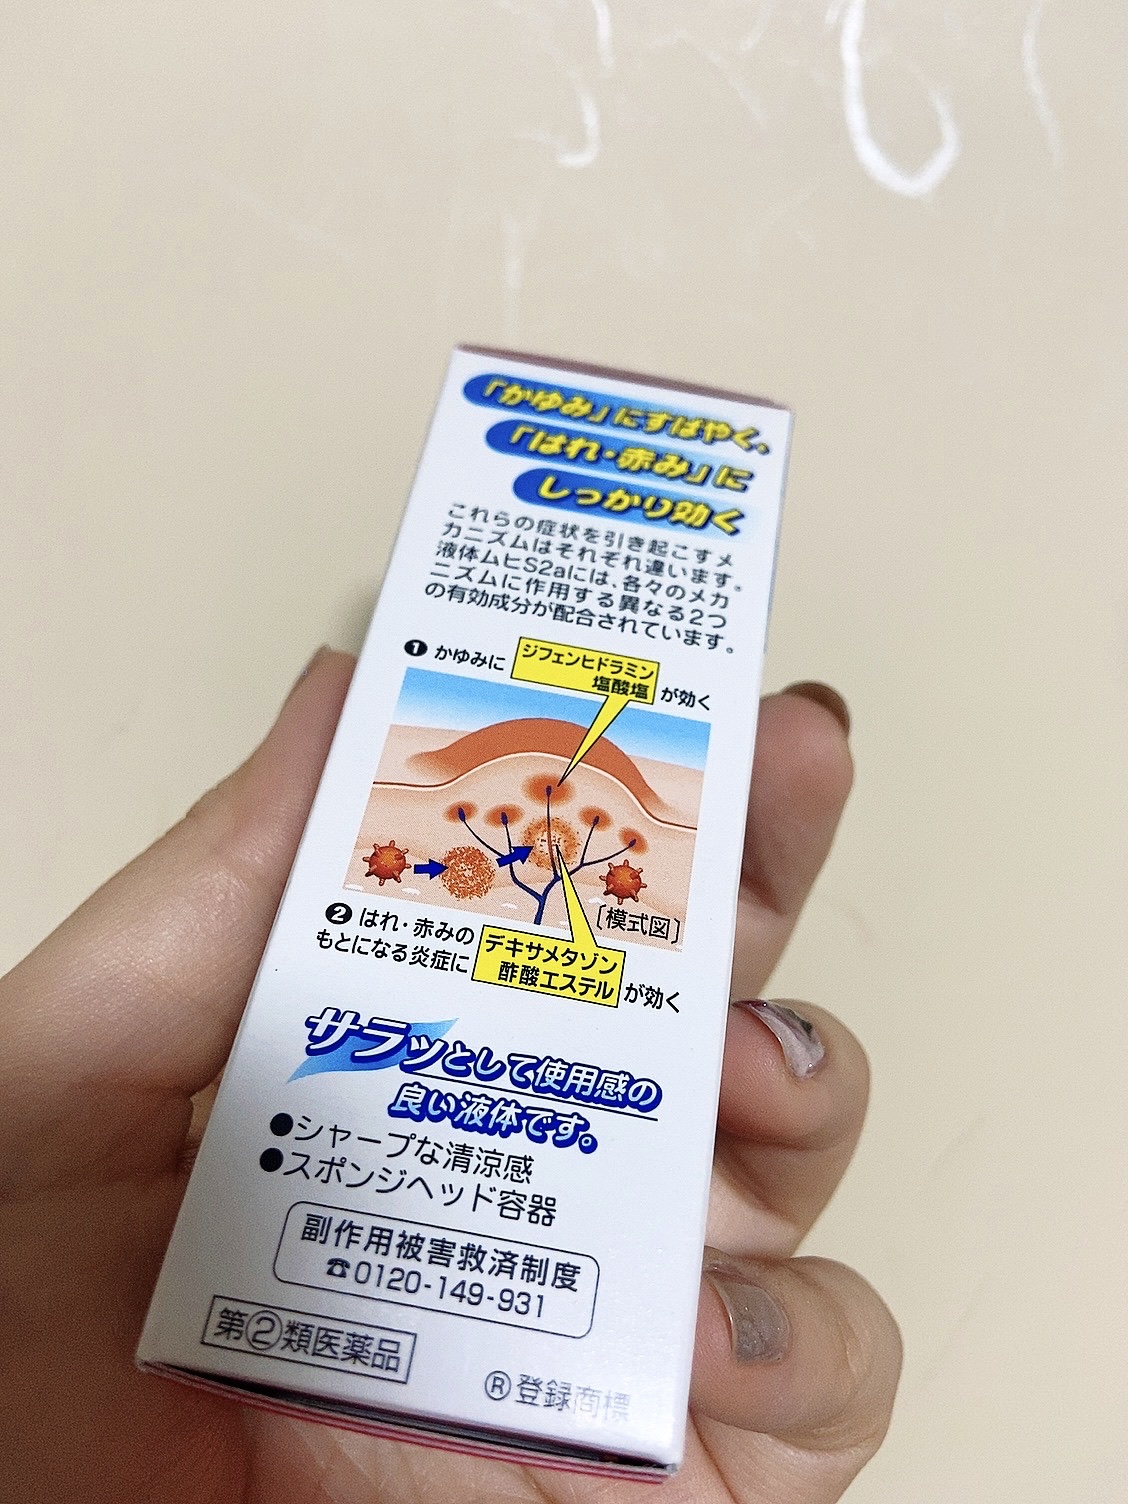 「かゆみ」にすばやく、
「はれ・赤み」に
しっかり効く
これらの症状を引き起こすメ
カニズムはそれぞれ違います。
液体ムヒS2aには、各々のメカ
ニズムに作用する異なる2つ
の有効成分が配合されています。
❶ かゆみに ジフェンヒドラミン
塩酸塩 が効く
〔模式図〕
❷ はれ・赤みの
もとになる炎症に デキサメタゾン
酢酸エステル が効く
サラッとして使用感の
良い液体です。
●シャープな清涼感
●スポンジヘッド容器
副作用被害救済制度
☎0120-149-931
第②類医薬品
®登録商標